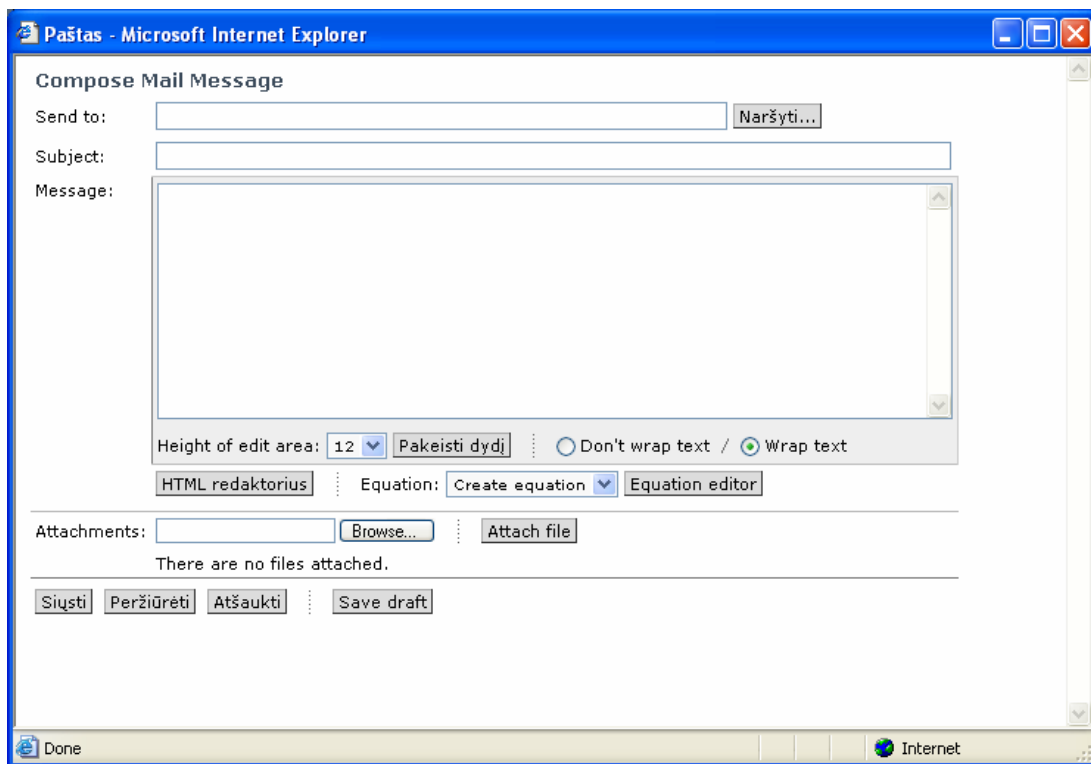 Paštas - Microsoft Internet Explorer
Compose Mail Message
Send to: Naršyti...
Subject:
Message:
Height of edit area: 12 Pakeisti dydį Don't wrap text / Wrap text
HTML redaktorius Equation: Create equation Equation editor
Attachments: Browse... Attach file
There are no files attached.
Siųsti Peržiūrėti Atšaukti Save draft
Done Internet